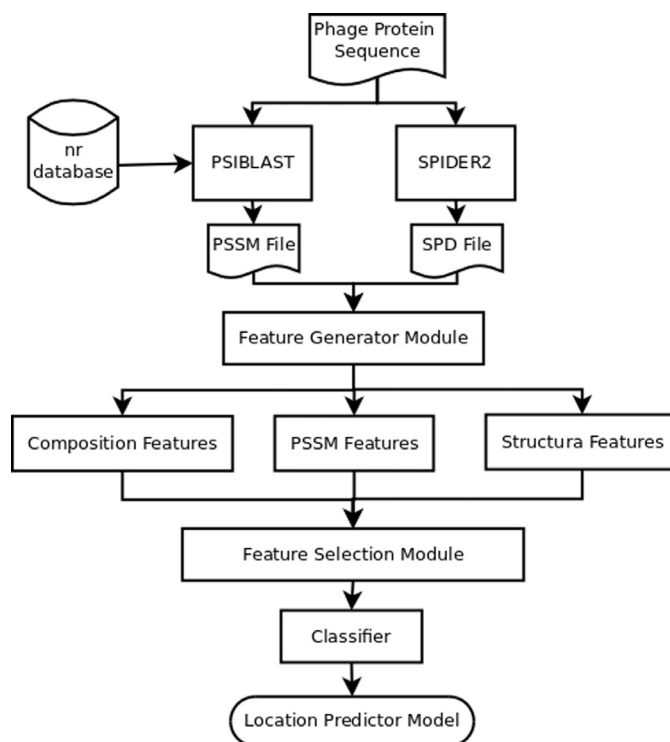 Phage Protein
Sequence
nr
database
PSIBLAST
SPIDER2
PSSM File
SPD File
Feature Generator Module
Composition Features
PSSM Features
Structura Features
Feature Selection Module
Classifier
Location Predictor Model